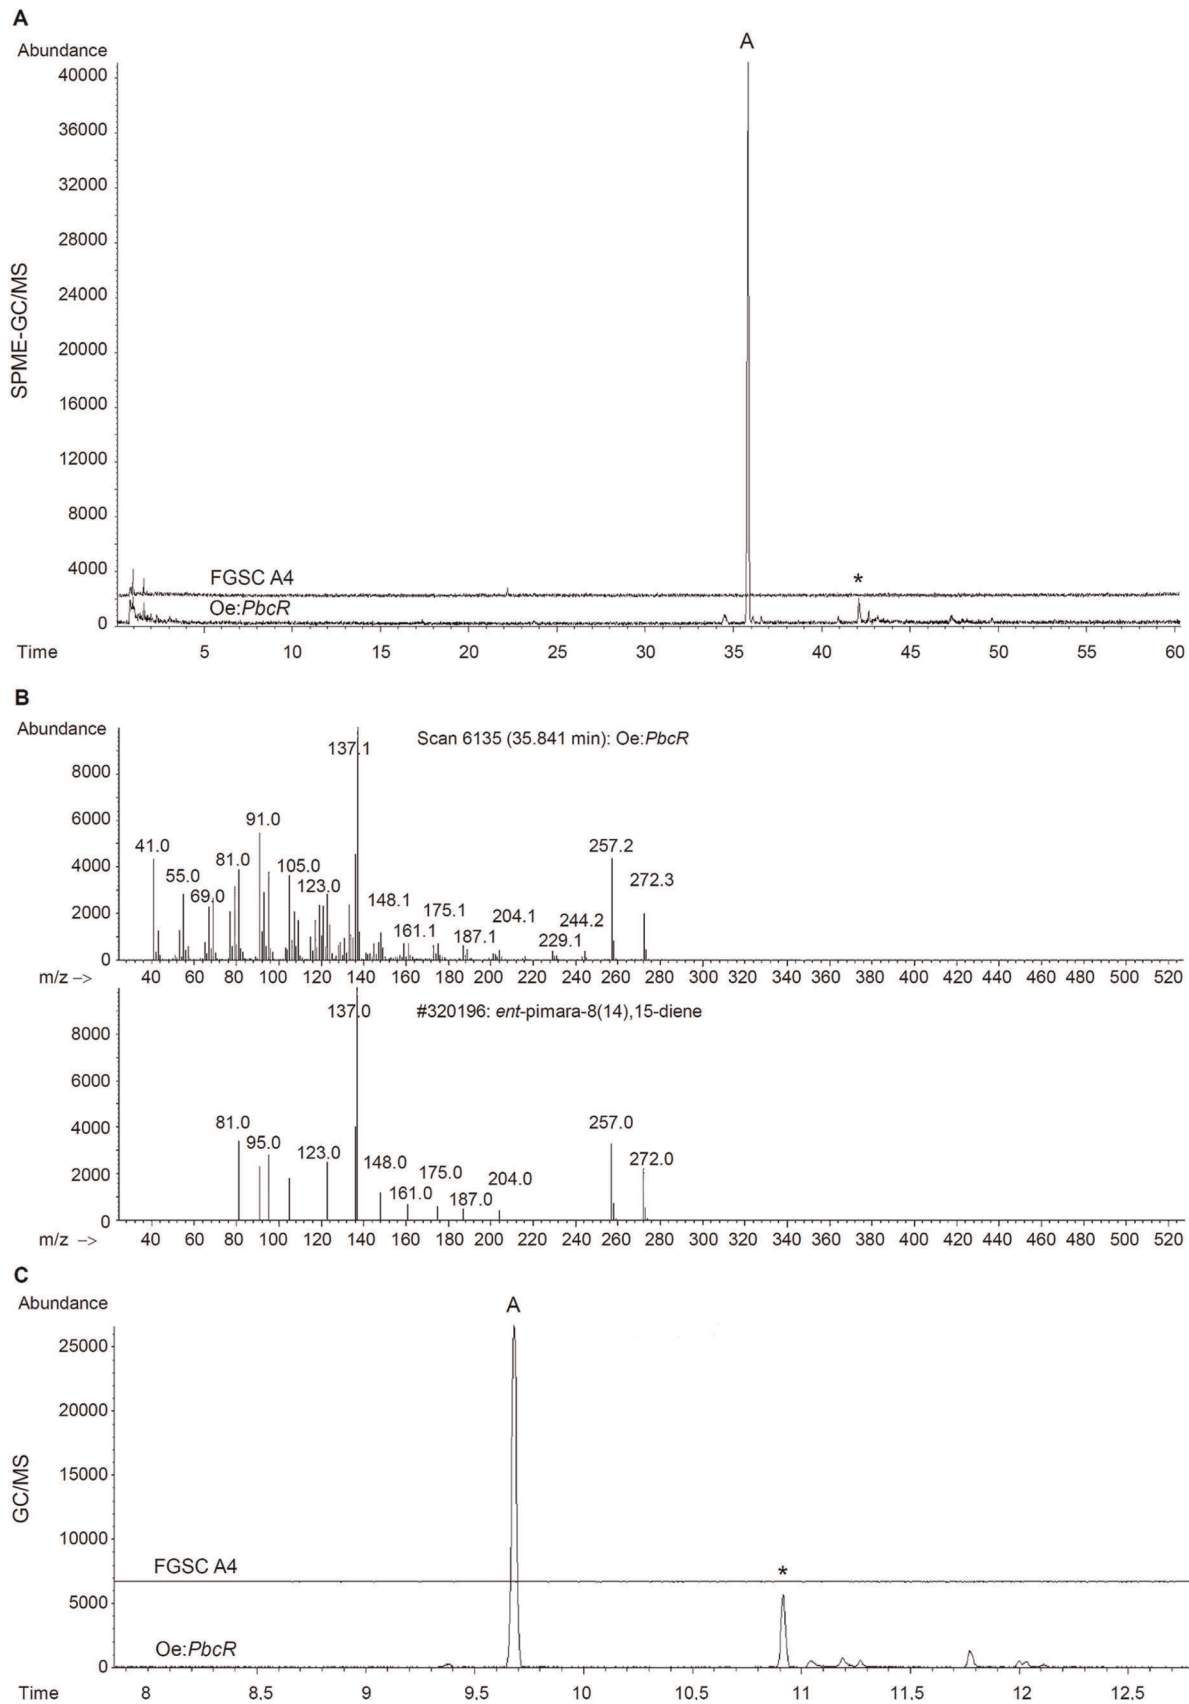 A
Abundance
A
40000
36000
32000
28000
24000
20000
16000
12000
8000
4000
0
SPME-GC/MS
FGSC A4
Oe:PbcR
*
Time 5 10 15 20 25 30 35 40 45 50 55 60
B
Abundance
Scan 6135 (35.841 min): Oe:PbcR
8000
6000
4000
2000
0
137.1
91.0
41.0
81.0
55.0
105.0
69.0
123.0
148.1
161.1
175.1
187.1
204.1
229.1
244.2
257.2
272.3
m/z –> 40 60 80 100 120 140 160 180 200 220 240 260 280 300 320 340 360 380 400 420 440 460 480 500 520
#320196: ent-pimara-8(14),15-diene
8000
6000
4000
2000
0
137.0
81.0
95.0
123.0
148.0
161.0
175.0
187.0
204.0
257.0
272.0
m/z –> 40 60 80 100 120 140 160 180 200 220 240 260 280 300 320 340 360 380 400 420 440 460 480 500 520
C
Abundance
A
25000
20000
15000
10000
5000
0
GC/MS
FGSC A4
Oe:PbcR
*
Time 8 8.5 9 9.5 10 10.5 11 11.5 12 12.5